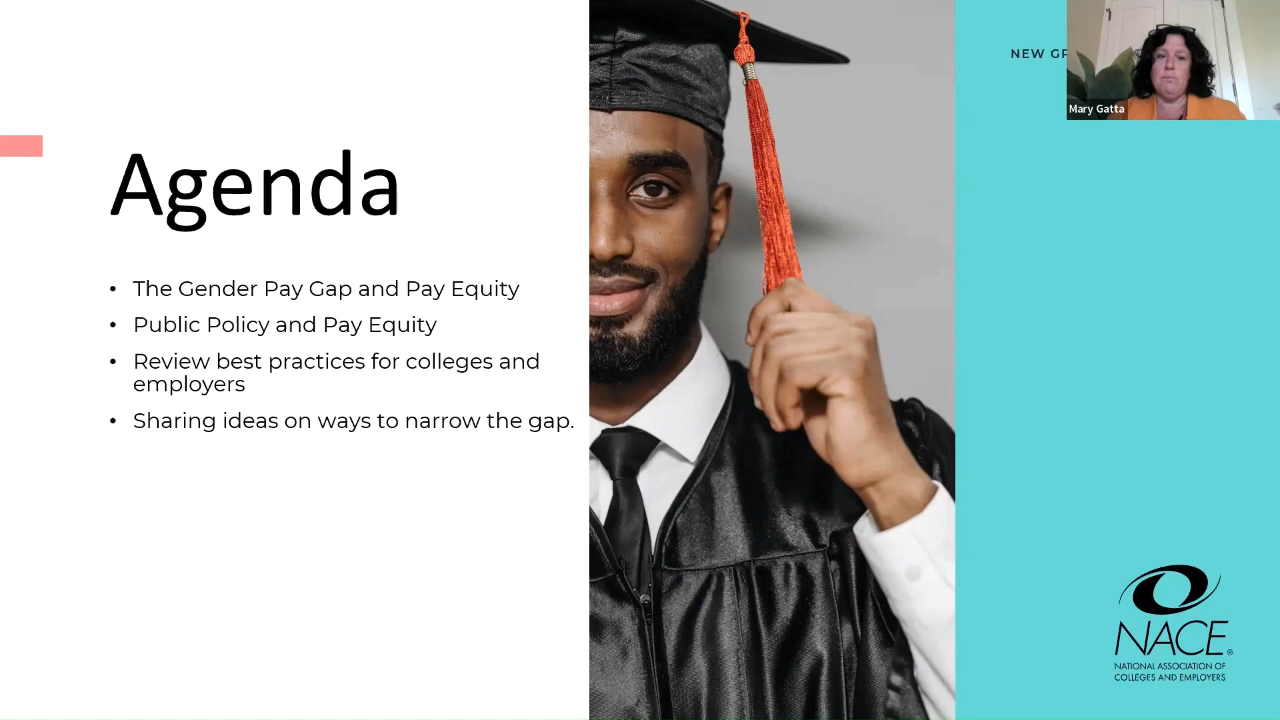 NEW
Mary Gatta
Agenda
• The Gender Pay Gap and Pay Equity
• Public Policy and Pay Equity
• Review best practices for colleges and
employers
• Sharing ideas on ways to narrow the gap.
NACE®
NATIONAL ASSOCIATION OF
COLLEGES AND EMPLOYERS